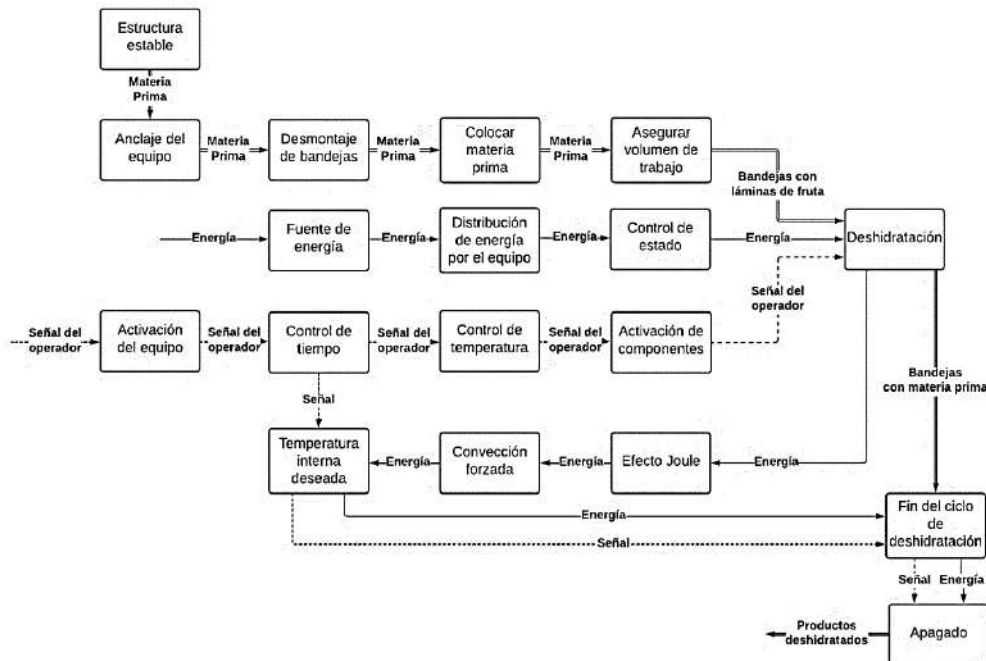 Estructura
estable
Materia
Prima
Anclaje del
equipo
Materia
Prima
Desmontaje
de bandejas
Materia
Prima
Colocar
materia
prima
Materia
Prima
Asegurar
volumen de
trabajo
Bandejas con
láminas de fruta
Energía
Fuente de
energía
Energía
Distribución
de energía
por el equipo
Energía
Control de
estado
Energía
Deshidratación
Señal del
operador
Señal del
operador
Activación
del equipo
Señal del
operador
Control de
tiempo
Señal del
operador
Control de
temperatura
Señal del
operador
Activación de
componentes
Bandejas
con materia prima
Señal
Temperatura
interna
deseada
Energía
Convección
forzada
Energía
Efecto Joule
Energía
Energía
Señal
Fin del ciclo
de
deshidratación
Señal
Energía
Productos
deshidratados
Apagado